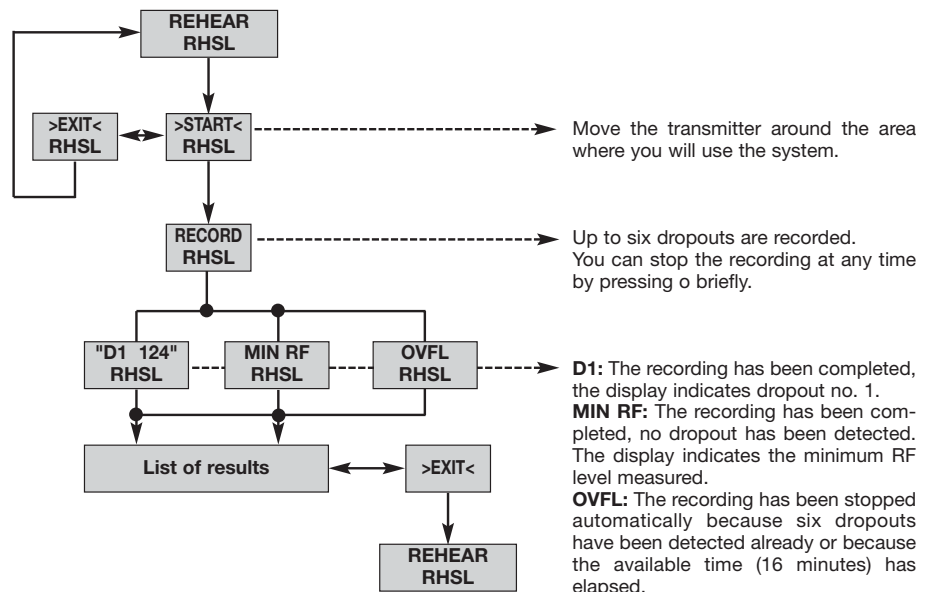 REHEAR
RHSL
>EXIT<
RHSL
>START<
RHSL
Move the transmitter around the area
where you will use the system.
RECORD
RHSL
Up to six dropouts are recorded.
You can stop the recording at any time
by pressing o briefly.
"D1 124"
RHSL
MIN RF
RHSL
OVFL
RHSL
D1: The recording has been completed,
the display indicates dropout no. 1.
MIN RF: The recording has been com-
pleted, no dropout has been detected.
The display indicates the minimum RF
level measured.
OVFL: The recording has been stopped
automatically because six dropouts
have been detected already or because
the available time (16 minutes) has
elapsed.
List of results
>EXIT<
REHEAR
RHSL